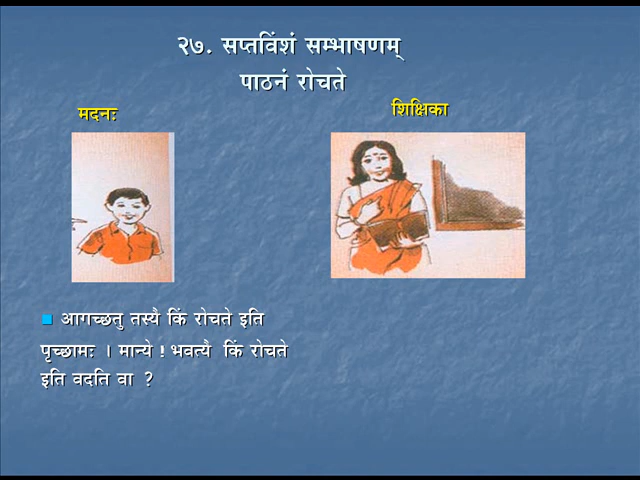 २७. सप्तविंशं सम्भाषणम्
पाठनं रोचते
मदनः
शिक्षिका
आगच्छतु तस्यै किं रोचते इति
पृच्छामः । मान्ये ! भवत्यै किं रोचते
इति वदति वा ?